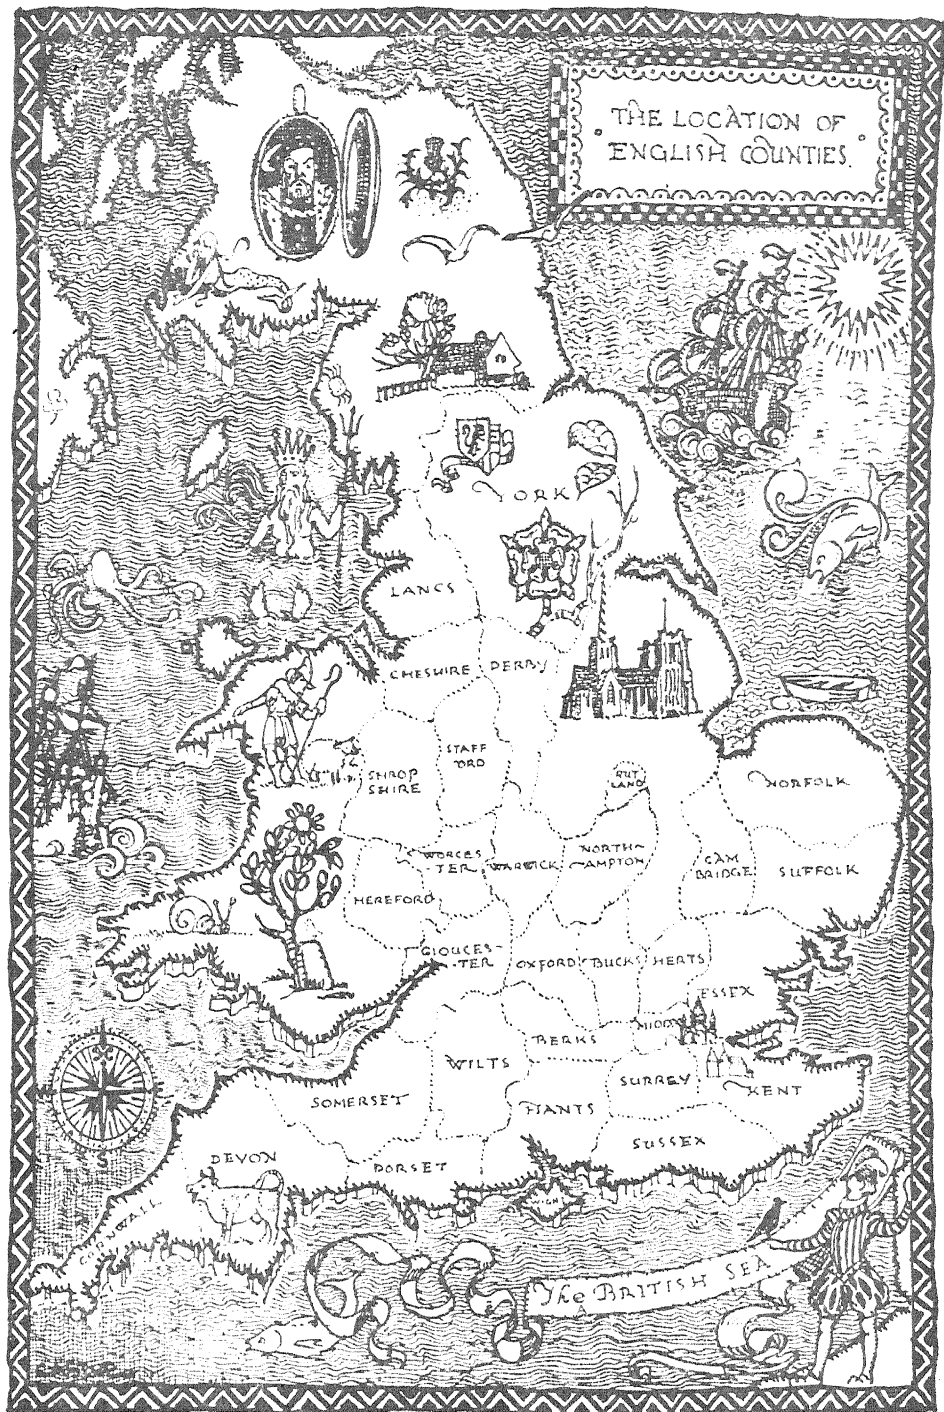 THE LOCATION OF
ENGLISH COUNTIES.
YORK
LANCS
CHESHIRE
DERBY
STAFF
ORD
SHROP
SHIRE
RUT
LAND
NORFOLK
WORCES
-TER
WARWICK
NORTH-
AMPTON
CAM
BRIDGE
SUFFOLK
HEREFORD
GLOUCES-
-TER
OXFORD
BUCKS
HERTS
ESSEX
MIDDX
BERKS
WILTS
SURREY
KENT
SOMERSET
HANTS
SUSSEX
DEVON
DORSET
CORNWALL
WIGHT
S
The BRITISH SEA